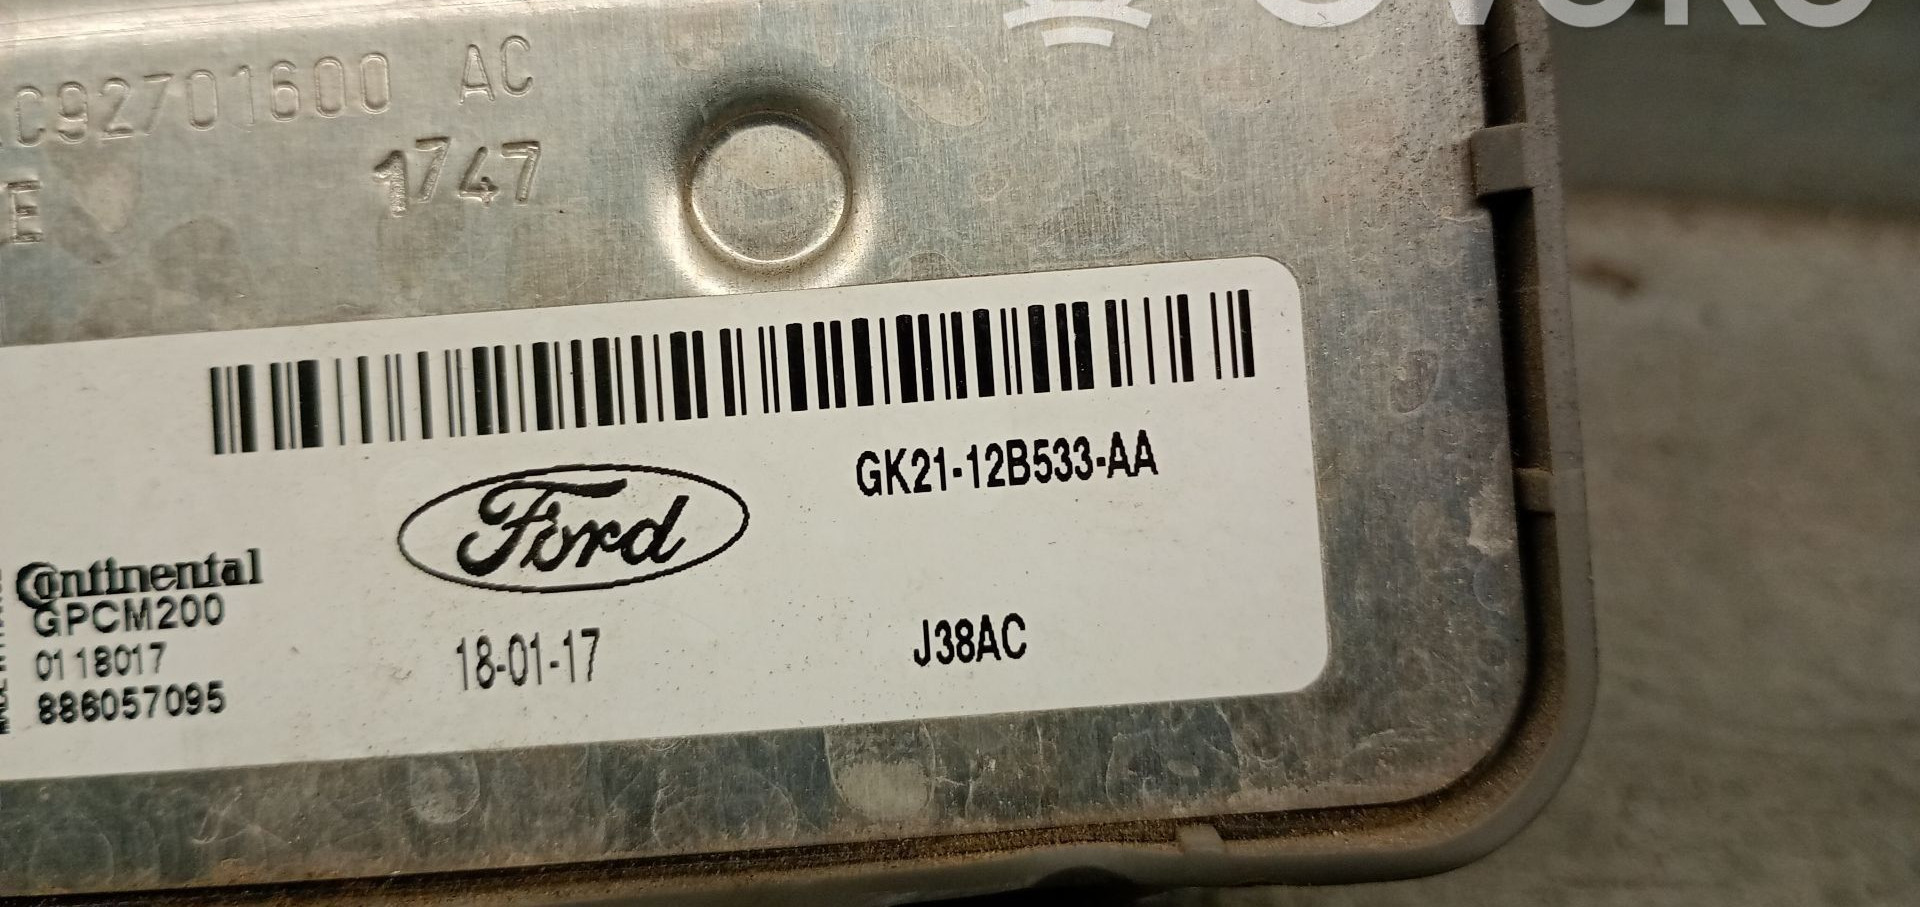 C92701600 AC
E 1747
GK21-12B533-AA
Ford
Continental
GPCM200
0118017
886057095
18-01-17
J38AC